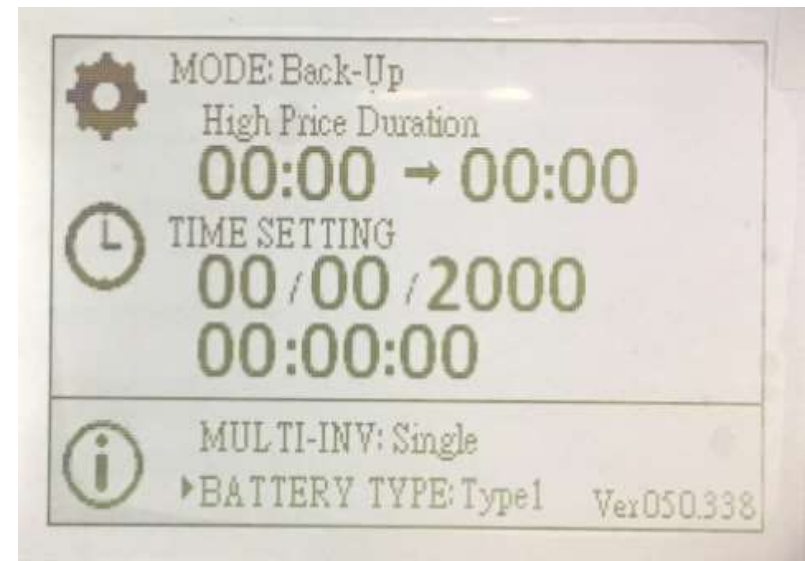 MODE: Back-Up
High Price Duration
00:00 → 00:00
TIME SETTING
00/00/2000
00:00:00
MULTI-INV: Single
▶BATTERY TYPE: Type1
Ver050.338